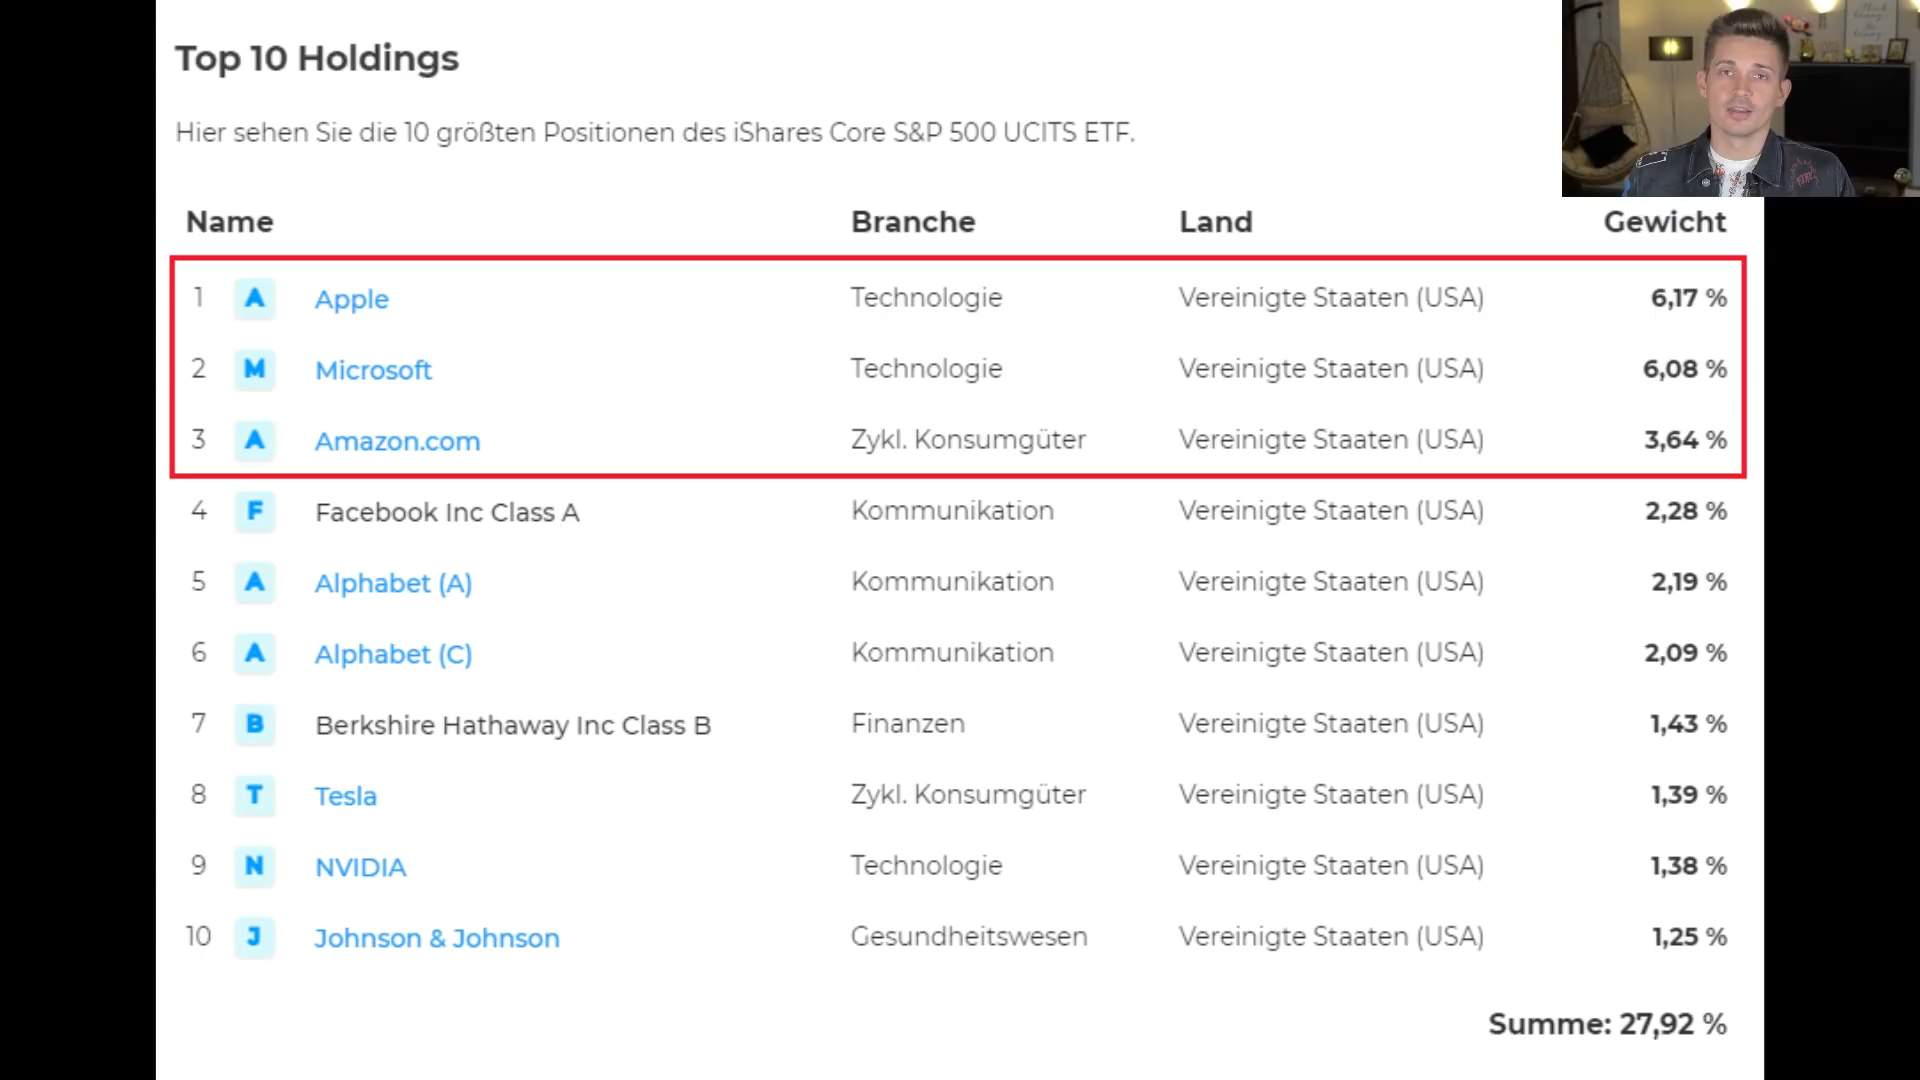 Top 10 Holdings
Hier sehen Sie die 10 größten Positionen des iShares Core S&P 500 UCITS ETF.
Name Branche Land Gewicht
1 A Apple Technologie Vereinigte Staaten (USA) 6,17 %
2 M Microsoft Technologie Vereinigte Staaten (USA) 6,08 %
3 A Amazon.com Zykl. Konsumgüter Vereinigte Staaten (USA) 3,64 %
4 F Facebook Inc Class A Kommunikation Vereinigte Staaten (USA) 2,28 %
5 A Alphabet (A) Kommunikation Vereinigte Staaten (USA) 2,19 %
6 A Alphabet (C) Kommunikation Vereinigte Staaten (USA) 2,09 %
7 B Berkshire Hathaway Inc Class B Finanzen Vereinigte Staaten (USA) 1,43 %
8 T Tesla Zykl. Konsumgüter Vereinigte Staaten (USA) 1,39 %
9 N NVIDIA Technologie Vereinigte Staaten (USA) 1,38 %
10 J Johnson & Johnson Gesundheitswesen Vereinigte Staaten (USA) 1,25 %
Summe: 27,92 %